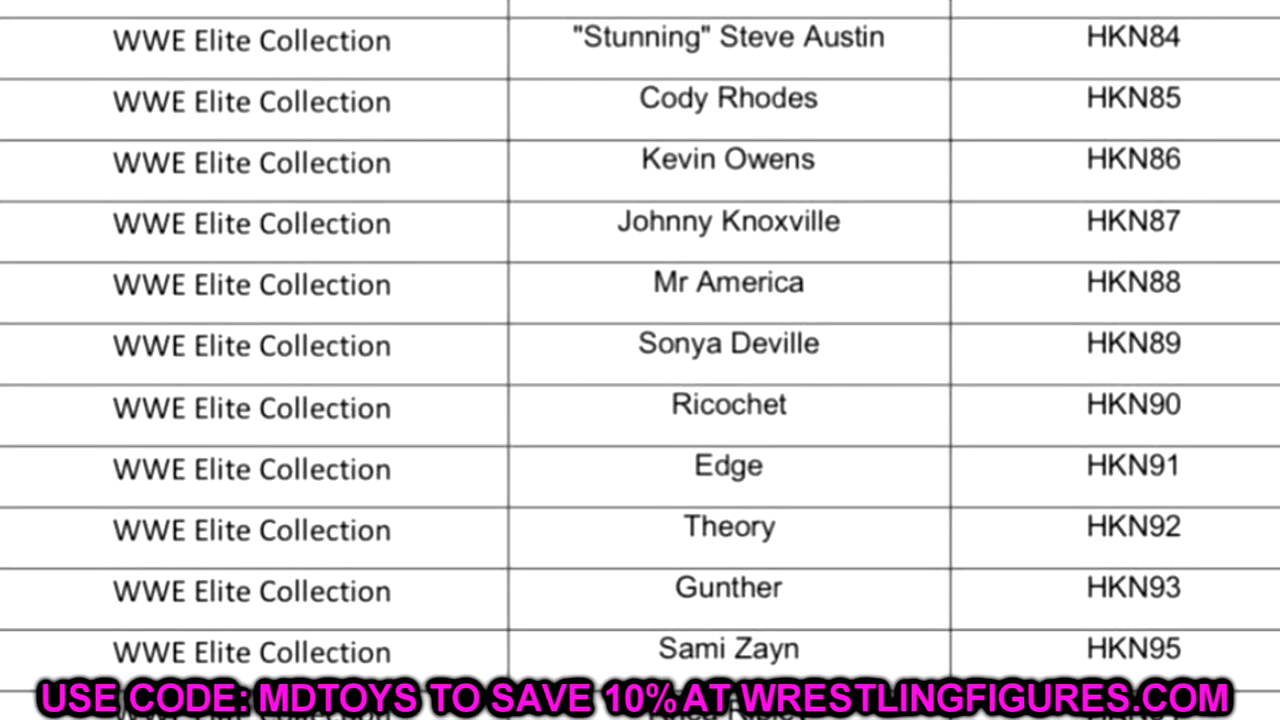 WWE Elite Collection "Stunning" Steve Austin HKN84
WWE Elite Collection Cody Rhodes HKN85
WWE Elite Collection Kevin Owens HKN86
WWE Elite Collection Johnny Knoxville HKN87
WWE Elite Collection Mr America HKN88
WWE Elite Collection Sonya Deville HKN89
WWE Elite Collection Ricochet HKN90
WWE Elite Collection Edge HKN91
WWE Elite Collection Theory HKN92
WWE Elite Collection Gunther HKN93
WWE Elite Collection Sami Zayn HKN95
USE CODE: MDTOYS TO SAVE 10% AT WRESTLINGFIGURES.COM